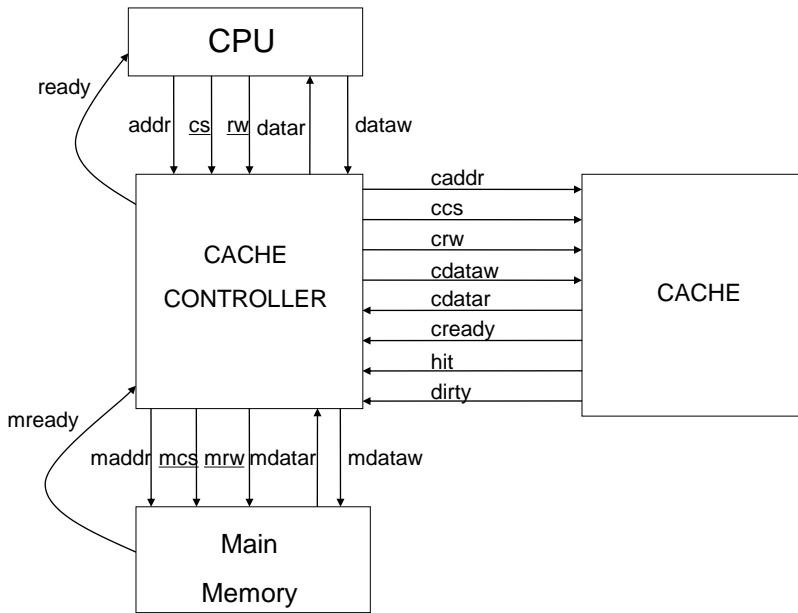 CPU
ready
addr cs rw datar dataw
caddr
ccs
crw
cdataw
cdatar
cready
hit
dirty
CACHE
CONTROLLER
CACHE
mready
maddr mcs mrw mdatar mdataw
Main
Memory